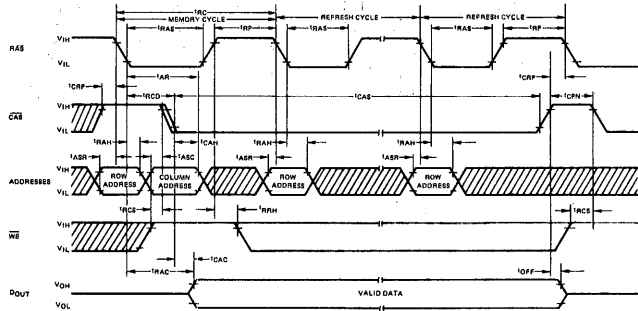 tRC
MEMORY CYCLE
REFRESH CYCLE
REFRESH CYCLE
tRAS
tRP
tRAS
tRAS
tRP
RAS
VIH
VIL
tAR
tCRP
tRCD
tCAS
tCRP
tCPN
CAS
VIH
VIL
tRAH
tCAH
tRAH
tRAH
tASR
tASC
tASR
tASR
ADDRESSES
VIH
VIL
ROW ADDRESS
COLUMN ADDRESS
ROW ADDRESS
ROW ADDRESS
tRCS
tRRH
tRCS
WE
VIH
VIL
tRAC
tCAC
tOFF
DOUT
VOH
VOL
VALID DATA